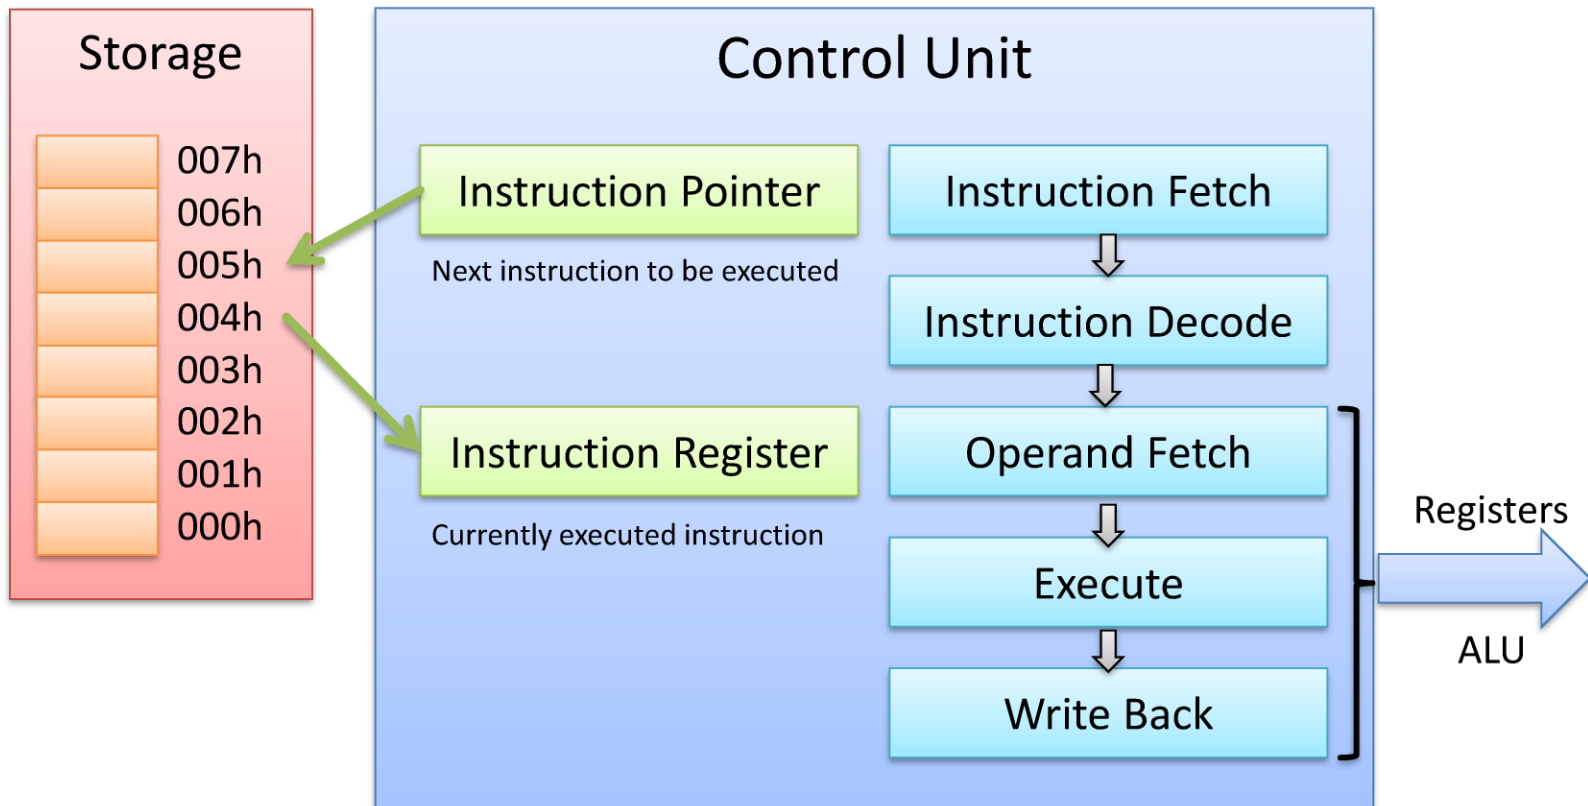 Storage
007h
006h
005h
004h
003h
002h
001h
000h
Control Unit
Instruction Pointer
Next instruction to be executed
Instruction Register
Currently executed instruction
Instruction Fetch
Instruction Decode
Operand Fetch
Execute
Write Back
Registers
ALU